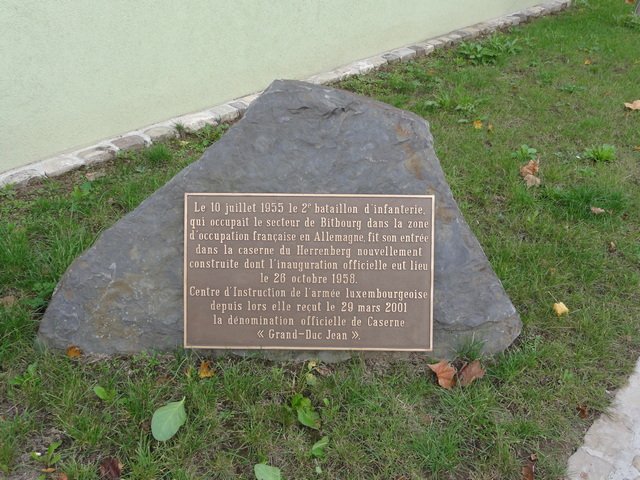 Le 10 juillet 1955 le 2e bataillon d'infanterie,
qui occupait le secteur de Bitbourg dans la zone
d'occupation française en Allemagne, fit son entrée
dans la caserne du Herrenberg nouvellement
construite dont l'inauguration officielle eut lieu
le 26 octobre 1958.
Centre d'Instruction de l'armée luxembourgeoise
depuis lors elle reçut le 29 mars 2001
la dénomination officielle de Caserne
« Grand-Duc Jean ».